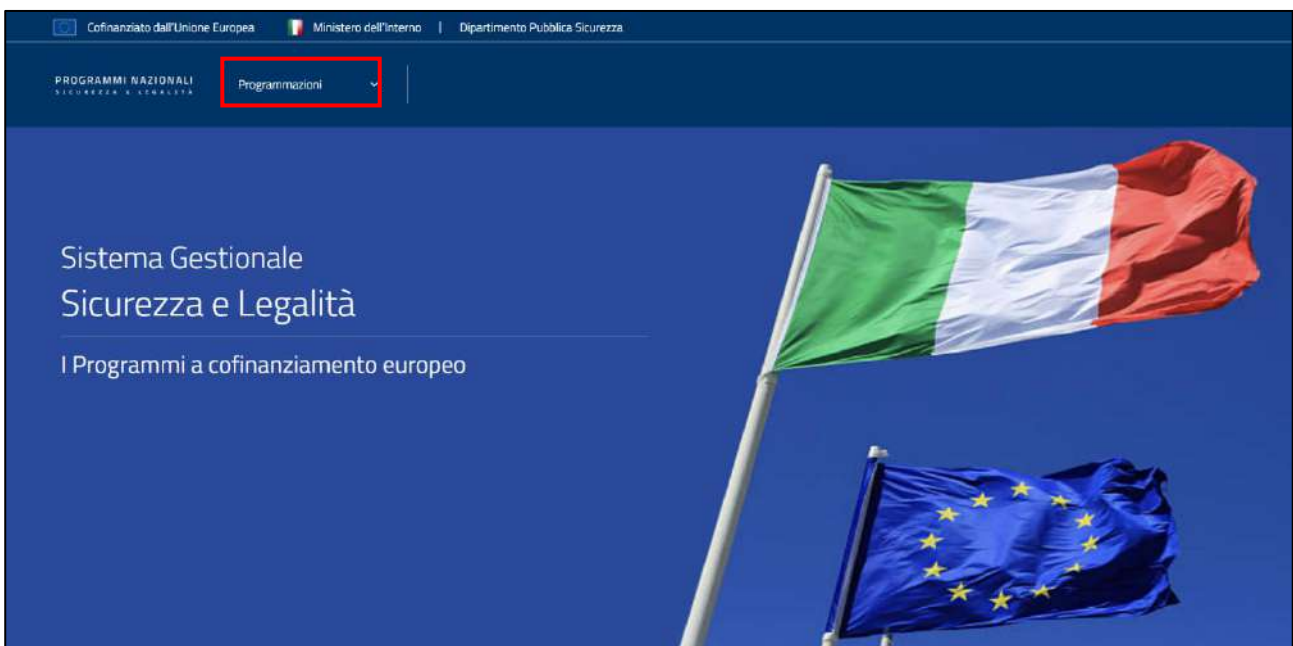 Cofinanziato dall'Unione Europea Ministero dell'Interno | Dipartimento Pubblica Sicurezza
PROGRAMMI NAZIONALI
SICUREZZA E LEGALITÀ
Programmazioni
Sistema Gestionale
Sicurezza e Legalità
I Programmi a cofinanziamento europeo